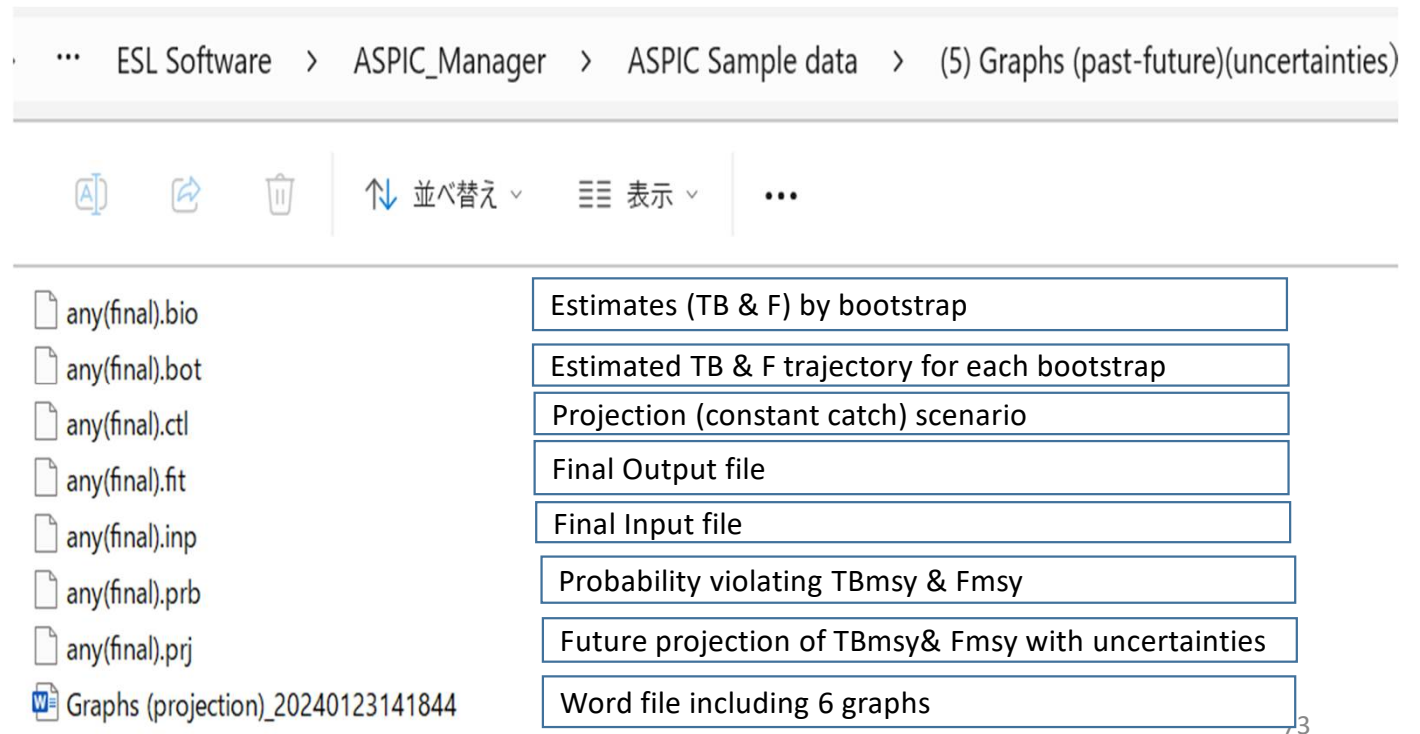 ... ESL Software > ASPIC_Manager > ASPIC Sample data > (5) Graphs (past-future)(uncertainties)
A 並べ替え 表示 ...
any(final).bio Estimates (TB & F) by bootstrap
any(final).bot Estimated TB & F trajectory for each bootstrap
any(final).ctl Projection (constant catch) scenario
any(final).fit Final Output file
any(final).inp Final Input file
any(final).prb Probability violating TBmsy & Fmsy
any(final).prj Future projection of TBmsy& Fmsy with uncertainties
W Graphs (projection)_20240123141844 Word file including 6 graphs